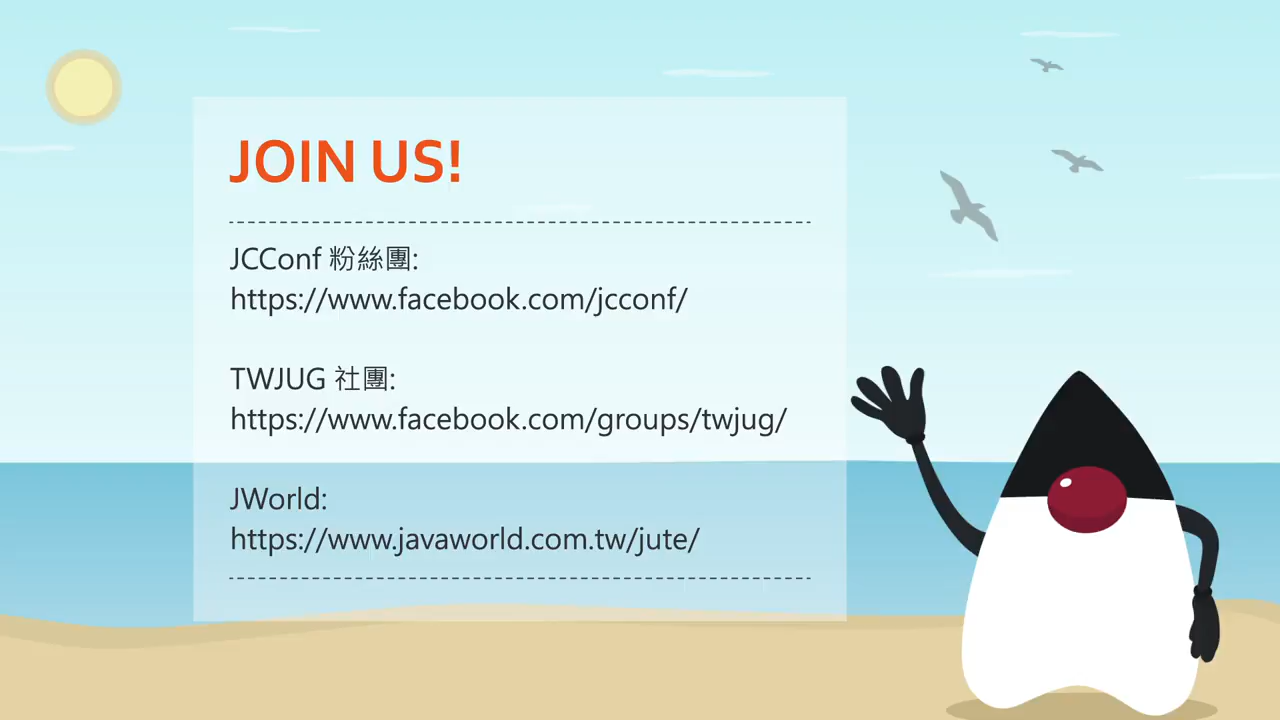 JOIN US!
JCConf 粉絲團:
https://www.facebook.com/jcconf/
TWJUG 社團:
https://www.facebook.com/groups/twjug/
JWorld:
https://www.javaworld.com.tw/jute/